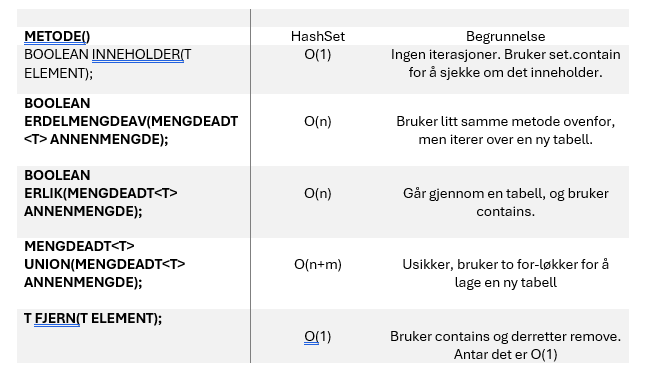 METODE() HashSet Begrunnelse
BOOLEAN INNEHOLDER(T O(1) Ingen iterasjoner. Bruker set.contain
ELEMENT); for å sjekke om det inneholder.
BOOLEAN
ERDELMENGDEAV(MENGDEADT O(n) Bruker litt samme metode ovenfor,
<T> ANNENMENGDE); men iterer over en ny tabell.
BOOLEAN
ERLIK(MENGDEADT<T> O(n) Går gjennom en tabell, og bruker
ANNENMENGDE); contains.
MENGDEADT<T>
UNION(MENGDEADT<T> O(n+m) Usikker, bruker to for-løkker for å
ANNENMENGDE); lage en ny tabell
T FJERN(T ELEMENT);
O(1) Bruker contains og derretter remove.
Antar det er O(1)